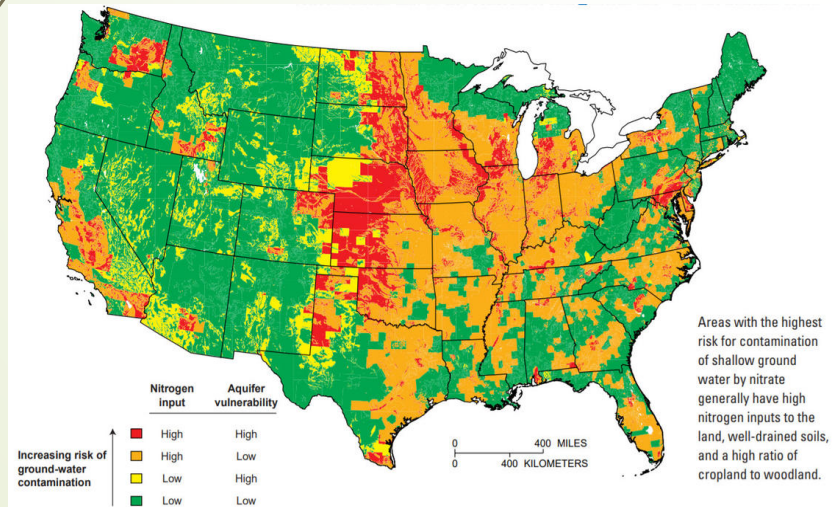 Areas with the highest
risk for contamination
of shallow ground
water by nitrate
generally have high
nitrogen inputs to the
land, well-drained soils,
and a high ratio of
cropland to woodland.
Nitrogen input
Aquifer vulnerability
High High
High Low
Low High
Low Low
Increasing risk of
ground-water
contamination
0 400 MILES
0 400 KILOMETERS